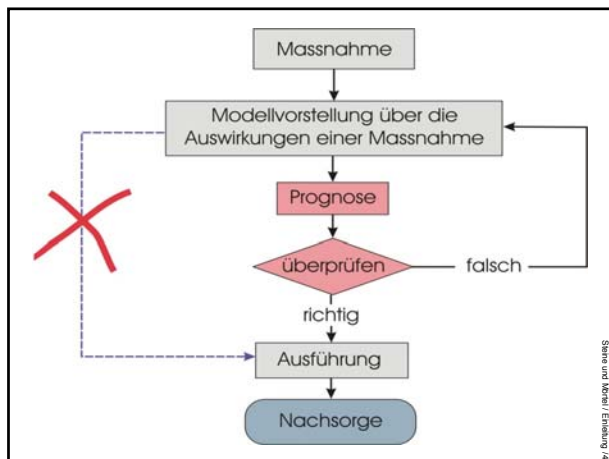 Massnahme
Modellvorstellung über die
Auswirkungen einer Massnahme
Prognose
überprüfen
falsch
richtig
Ausführung
Nachsorge
Steine und Mörtel / Einleitung /4